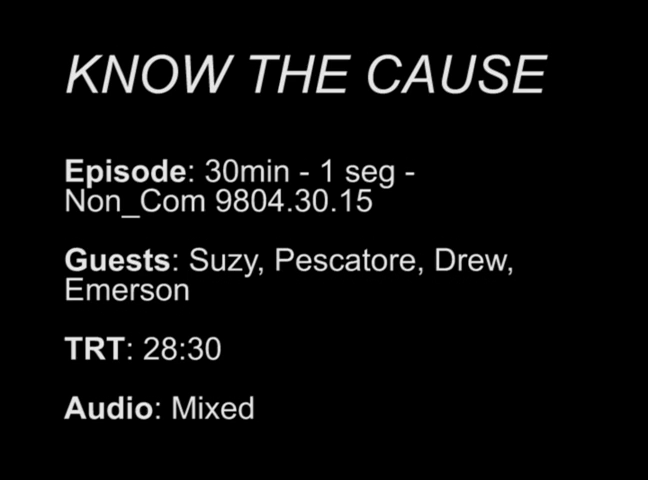 KNOW THE CAUSE
Episode: 30min - 1 seg -
Non_Com 9804.30.15
Guests: Suzy, Pescatore, Drew,
Emerson
TRT: 28:30
Audio: Mixed